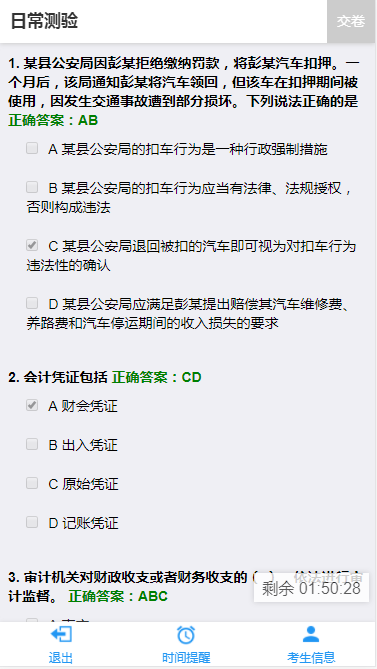 日常测验
交卷
1. 某县公安局因彭某拒绝缴纳罚款，将彭某汽车扣押。一
个月后，该局通知彭某将汽车领回，但该车在扣押期间被
使用，因发生交通事故遭到部分损坏。下列说法正确的是
正确答案：AB
A 某县公安局的扣车行为是一种行政强制措施
B 某县公安局的扣车行为应当有法律、法规授权，
否则构成违法
C 某县公安局退回被扣的汽车即可视为对扣车行为
违法性的确认
D 某县公安局应满足彭某提出赔偿其汽车维修费、
养路费和汽车停运期间的收入损失的要求
2. 会计凭证包括 正确答案：CD
A 财会凭证
B 出入凭证
C 原始凭证
D 记账凭证
3. 审计机关对财政收支或者财务收支的 ( ) ，依法进行审
计监督。 正确答案：ABC
剩余 01:50:28
退出
时间提醒
考生信息